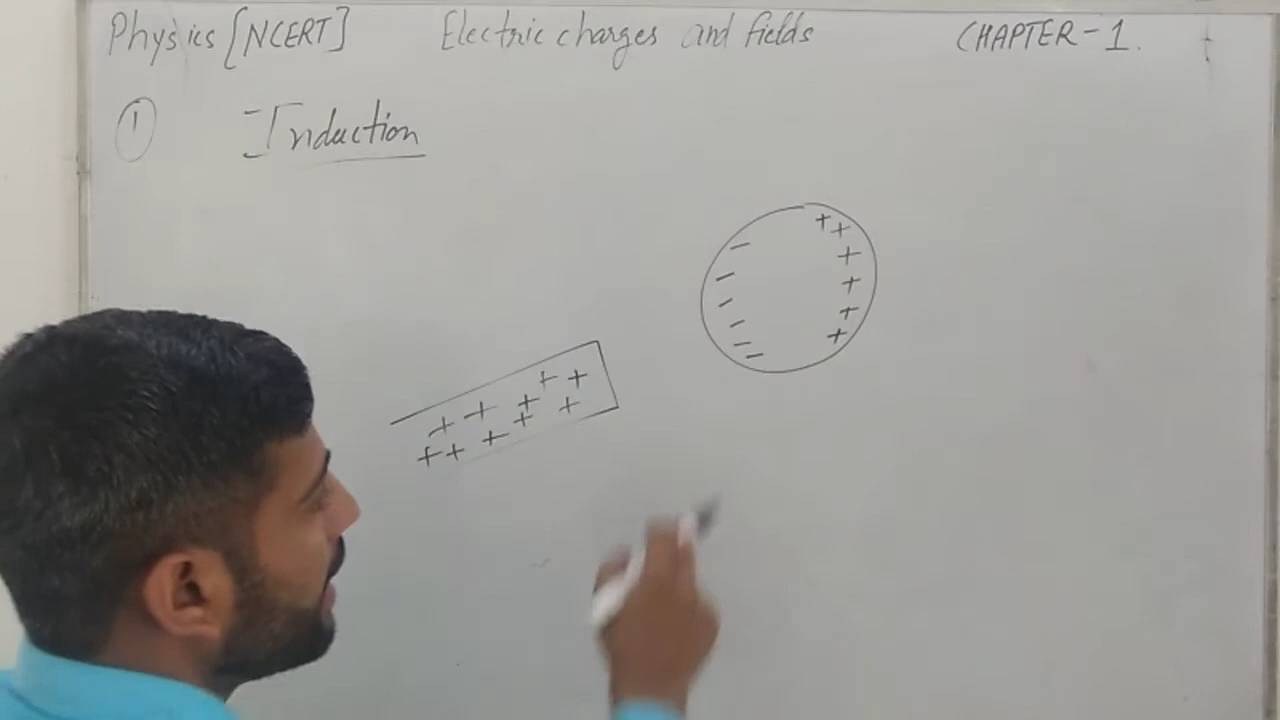 Physics [NCERT] Electric charges and fields CHAPTER-1.
1 Induction
- + +
- + 
- + 
- + 
- + 
- +
+ +
+ + + +
+ + + + +